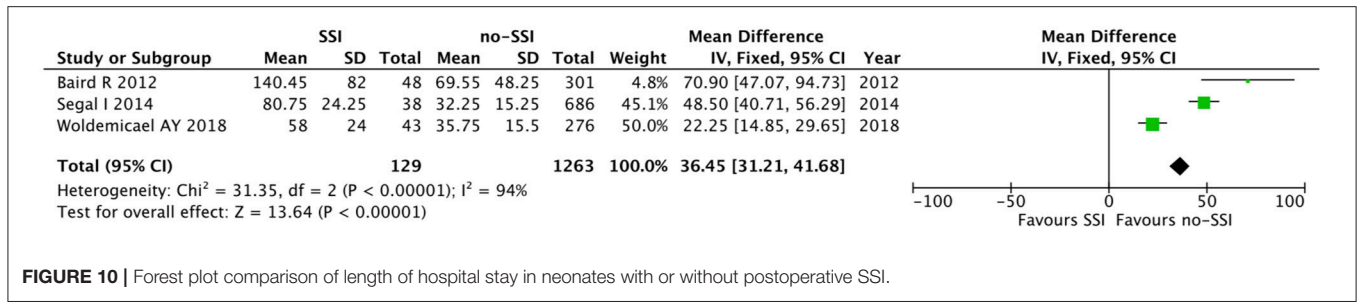 SSI no-SSI Mean Difference Mean Difference
Study or Subgroup Mean SD Total Mean SD Total Weight IV, Fixed, 95% CI Year IV, Fixed, 95% CI
Baird R 2012 140.45 82 48 69.55 48.25 301 4.8% 70.90 [47.07, 94.73] 2012
Segal I 2014 80.75 24.25 38 32.25 15.25 686 45.1% 48.50 [40.71, 56.29] 2014
Woldemicael AY 2018 58 24 43 35.75 15.5 276 50.0% 22.25 [14.85, 29.65] 2018
Total (95% CI) 129 1263 100.0% 36.45 [31.21, 41.68]
Heterogeneity: Chi² = 31.35, df = 2 (P < 0.00001); I² = 94%
Test for overall effect: Z = 13.64 (P < 0.00001)
-100 -50 0 50 100
Favours SSI Favours no-SSI
FIGURE 10 | Forest plot comparison of length of hospital stay in neonates with or without postoperative SSI.